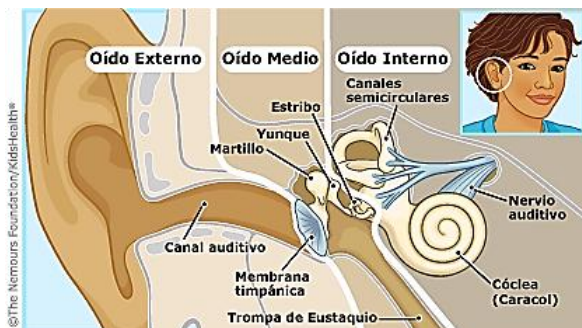 Oído Externo
Oído Medio
Oído Interno
Canales
semicirculares
Estribo
Yunque
Martillo
Nervio
auditivo
Canal auditivo
Membrana
timpánica
Cóclea
(Caracol)
Trompa de Eustaquio
©The Nemours Foundation/KidsHealth®